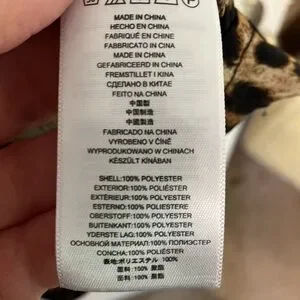 MADE IN CHINA
HECHO EN CHINA
FABRIQUÉ EN CHINE
FABBRICATO IN CINA
MADE IN CHINA
GEFABRICEERD IN CHINA
FREMSTILLET I KINA
СДЕЛАНО В КИТАЕ
FEITO NA CHINA
中国製
中国制造
中國製造
FABRICADO NA CHINA
VYROBENO V ČÍNĚ
WYPRODUKOWANO W CHINACH
KÉSZÜLT KÍNÁBAN
SHELL:100% POLYESTER
EXTERIOR:100% POLIÉSTER
EXTÉRIEUR:100% POLYESTER
ESTERNO:100% POLIESTERE
OBERSTOFF:100% POLYESTER
BUITENKANT:100% POLYESTER
YDERSTE LAG:100% POLYESTER
ОСНОВНОЙ МАТЕРИАЛ:100% ПОЛИЭСТЕР
CONCHA:100% POLIÉSTER
表地:ポリエステル 100%
面料:100% 聚酯
面料:100% 聚酯